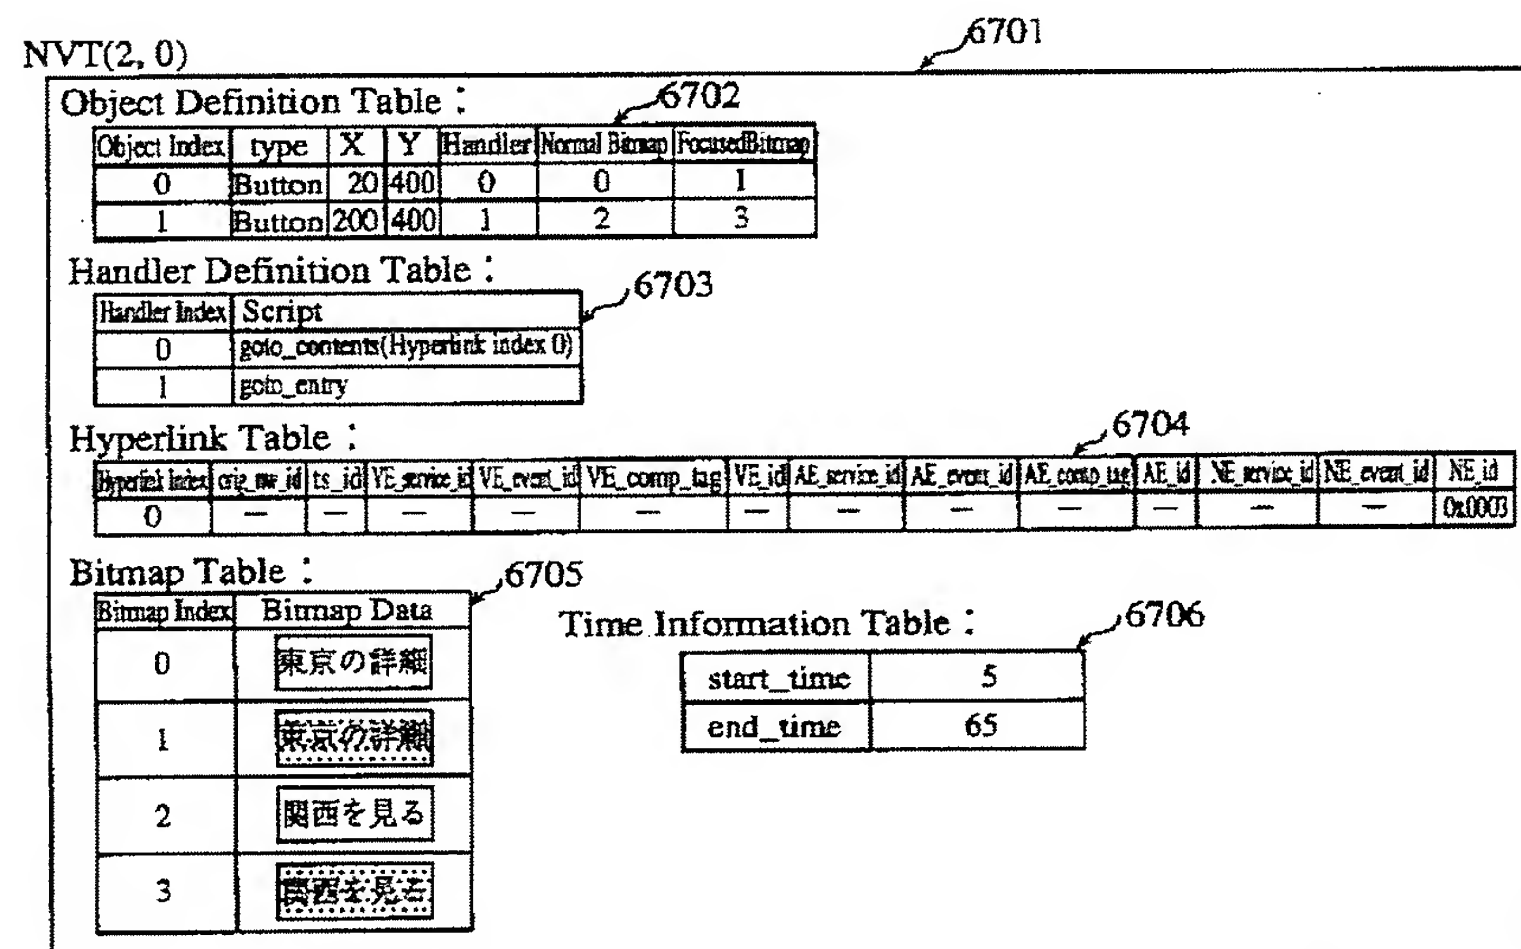 6701
NVT(2, 0)
Object Definition Table :
6702
Object Index type X Y Handler Normal Bitmap FocusedBitmap
0 Button 20 400 0 0 1
1 Button 200 400 1 2 3
Handler Definition Table :
6703
Handler Index Script
0 goto_contents(Hyperlink index 0)
1 goto_entry
Hyperlink Table :
6704
Hyperlink Index orig_nw_id ts_id VE_service_id VE_event_id VE_comp_tag VE_id AE_service_id AE_event_id AE_comp_tag AE_id NE_service_id NE_event_id NE_id
0 — — — — — — — — — — — — 0x0003
Bitmap Table :
6705
Bitmap Index Bitmap Data
0 東京の詳細
1 東京の詳細
2 関西を見る
3 関西を見る
Time Information Table :
6706
start_time 5
end_time 65